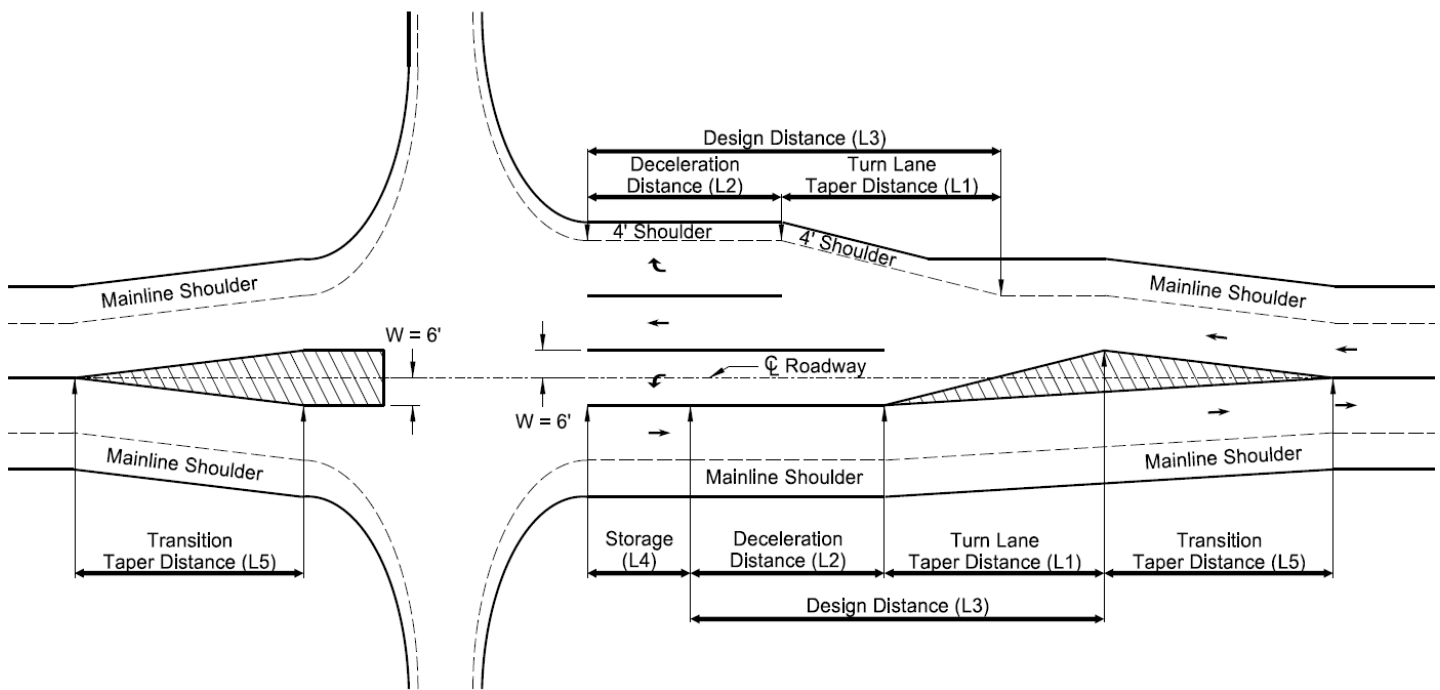 Design Distance (L3)
Deceleration
Distance (L2)
Turn Lane
Taper Distance (L1)
4' Shoulder
4' Shoulder
Mainline Shoulder
Mainline Shoulder
W = 6'
℄ Roadway
W = 6'
Mainline Shoulder
Mainline Shoulder
Mainline Shoulder
Transition
Taper Distance (L5)
Storage
(L4)
Deceleration
Distance (L2)
Turn Lane
Taper Distance (L1)
Transition
Taper Distance (L5)
Design Distance (L3)